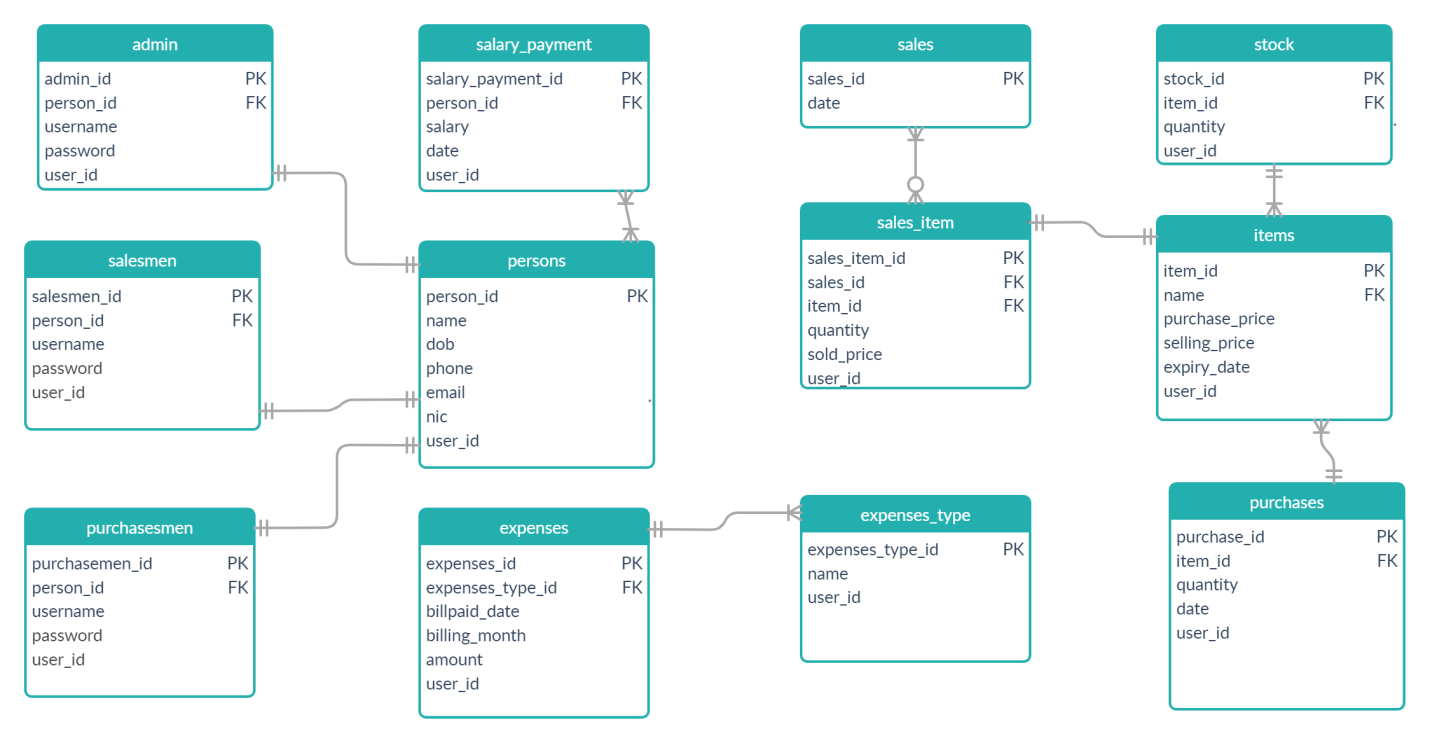 admin
admin_id PK
person_id FK
username
password
user_id
salary_payment
salary_payment_id PK
person_id FK
salary
date
user_id
sales
sales_id PK
date
stock
stock_id PK
item_id FK
quantity
user_id
salesmen
salesmen_id PK
person_id FK
username
password
user_id
persons
person_id PK
name
dob
phone
email
nic
user_id
sales_item
sales_item_id PK
sales_id FK
item_id FK
quantity
sold_price
user_id
items
item_id PK
name FK
purchase_price
selling_price
expiry_date
user_id
purchasesmen
purchasemen_id PK
person_id FK
username
password
user_id
expenses
expenses_id PK
expenses_type_id FK
billpaid_date
billing_month
amount
user_id
expenses_type
expenses_type_id PK
name
user_id
purchases
purchase_id PK
item_id FK
quantity
date
user_id